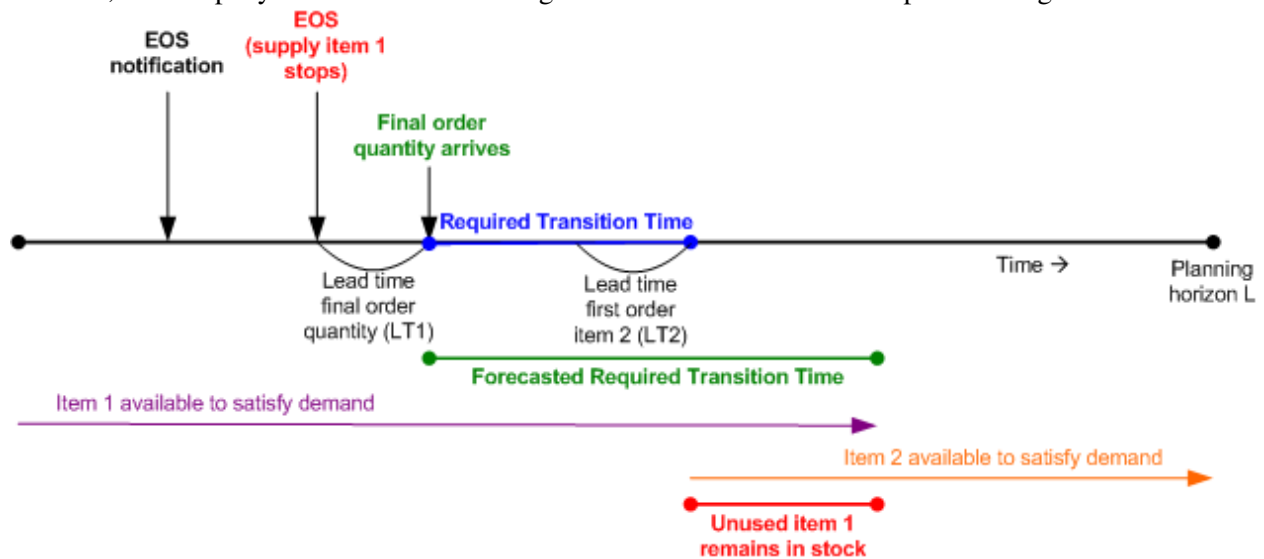 EOS
notification
EOS
(supply item 1
stops)
Final order
quantity arrives
Required Transition Time
Lead time
final order
quantity (LT1)
Lead time
first order
item 2 (LT2)
Time →
Planning
horizon L
Forecasted Required Transition Time
Item 1 available to satisfy demand
Item 2 available to satisfy demand
Unused item 1
remains in stock